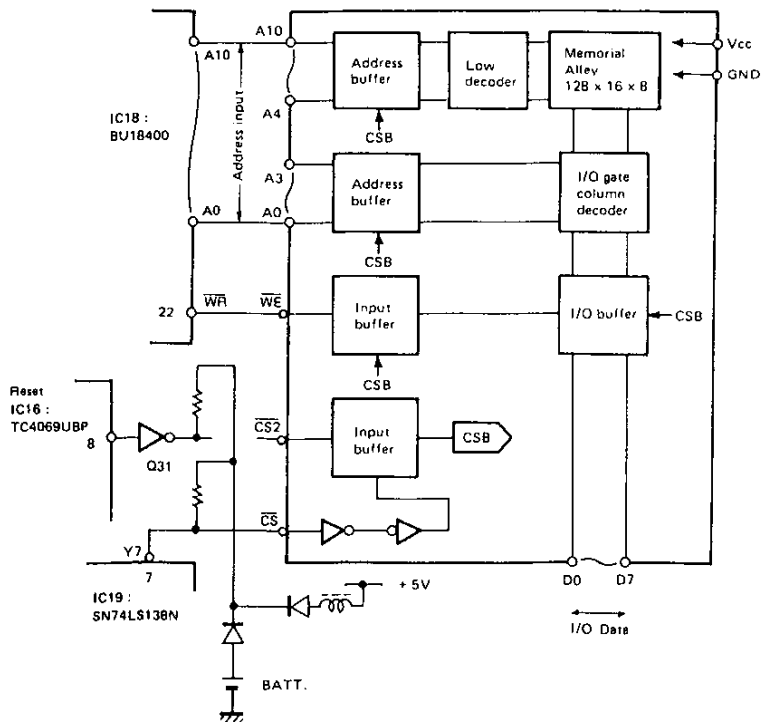 A10
A10
Address
buffer
Low
decoder
Memorial
Alley
128 x 16 x 8
Vcc
GND
IC18 :
BU18400
Address input
A4
CSB
A3
Address
buffer
I/O gate
column
decoder
A0
A0
CSB
22
WR
WE
Input
buffer
I/O buffer
CSB
CSB
Reset
IC16 :
TC4069UBP
8
Q31
CS2
Input
buffer
CSB
CS
Y7
7
IC19 :
SN74LS138N
+ 5V
D0
D7
I/O Data
BATT.